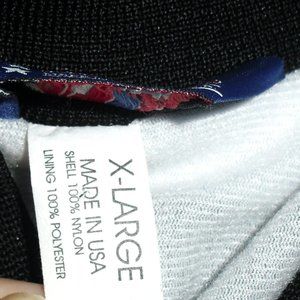 X-LARGE
MADE IN USA
SHELL 100% NYLON
LINING 100% POLYESTER